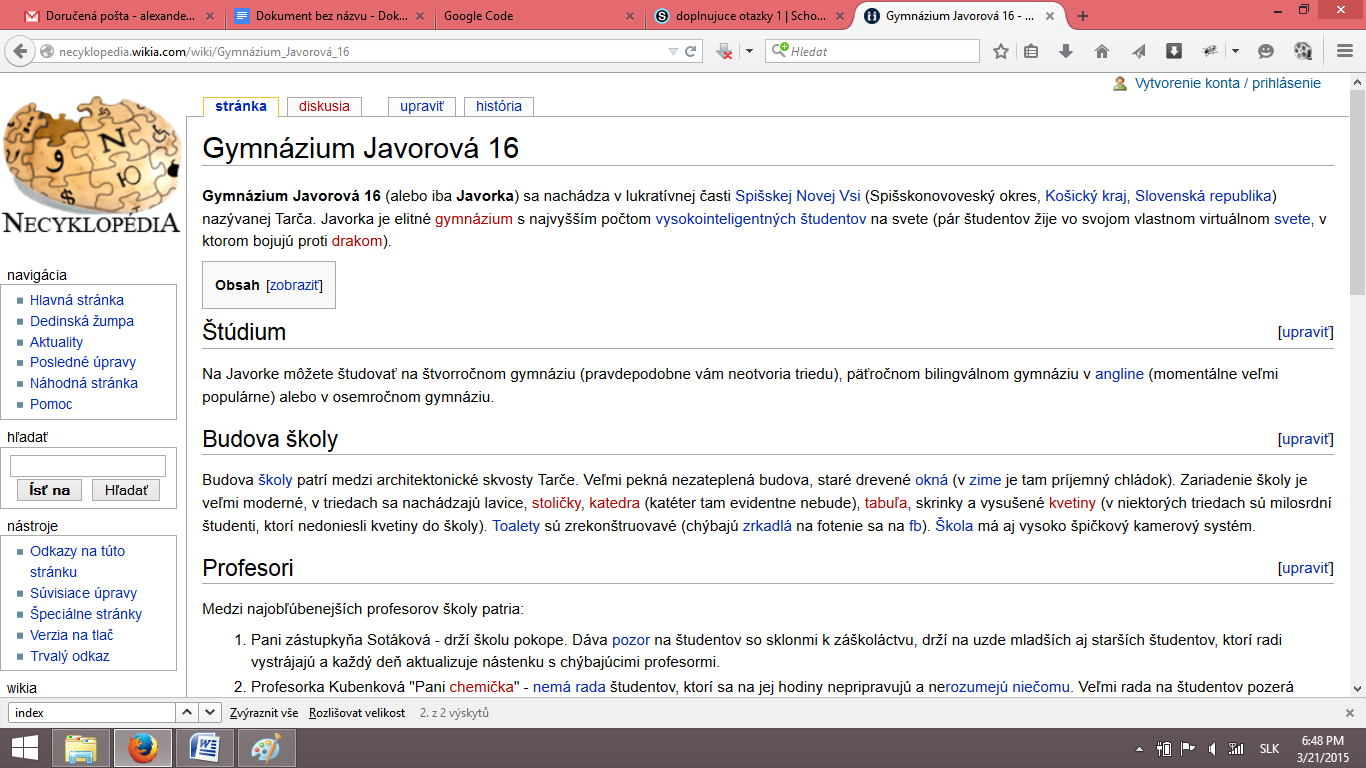 Doručená pošta - alexande...
Dokument bez názvu - Dok...
Google Code
doplnujuce otazky 1 | Scho...
Gymnázium Javorová 16 - ...
necyklopedia.wikia.com/wiki/Gymnázium_Javorová_16
Hledat
Vytvorenie konta / prihlásenie
stránka
diskusia
upraviť
história
NECYKLOPÉDIA
navigácia
Hlavná stránka
Dedinská žumpa
Aktuality
Posledné úpravy
Náhodná stránka
Pomoc
hľadať
Ísť na
Hľadať
nástroje
Odkazy na túto
stránku
Súvisiace úpravy
Špeciálne stránky
Verzia na tlač
Trvalý odkaz
wikia
Gymnázium Javorová 16
Gymnázium Javorová 16 (alebo iba Javorka) sa nachádza v lukratívnej časti Spišskej Novej Vsi (Spišskonovoveský okres, Košický kraj, Slovenská republika)
nazývanej Tarča. Javorka je elitné gymnázium s najvyšším počtom vysokointeligentných študentov na svete (pár študentov žije vo svojom vlastnom virtuálnom svete, v
ktorom bojujú proti drakom).
Obsah [zobraziť]
Štúdium
[upraviť]
Na Javorke môžete študovať na štvorročnom gymnáziu (pravdepodobne vám neotvoria triedu), päťročnom bilingválnom gymnáziu v angline (momentálne veľmi
populárne) alebo v osemročnom gymnáziu.
Budova školy
[upraviť]
Budova školy patrí medzi architektonické skvosty Tarče. Veľmi pekná nezateplená budova, staré drevené okná (v zime je tam príjemný chládok). Zariadenie školy je
veľmi moderné, v triedach sa nachádzajú lavice, stoličky, katedra (katéter tam evidentne nebude), tabuľa, skrinky a vysušené kvetiny (v niektorých triedach sú milosrdní
študenti, ktorí nedoniesli kvetiny do školy). Toalety sú zrekonštruovavé (chýbajú zrkadlá na fotenie sa na fb). Škola má aj vysoko špičkový kamerový systém.
Profesori
[upraviť]
Medzi najobľúbenejších profesorov školy patria:
1. Pani zástupkyňa Sotáková - drží školu pokope. Dáva pozor na študentov so sklonmi k záškoláctvu, drží na uzde mladších aj starších študentov, ktorí radi
vystrájajú a každý deň aktualizuje nástenku s chýbajúcimi profesormi.
2. Profesorka Kubenková "Pani chemička" - nemá rada študentov, ktorí sa na jej hodiny nepripravujú a nerozumejú niečomu. Veľmi rada na študentov pozerá
index
Zvýraznit vše
Rozlišovat velikost
2. z 2 výskytů
SLK
6:48 PM
3/21/2015